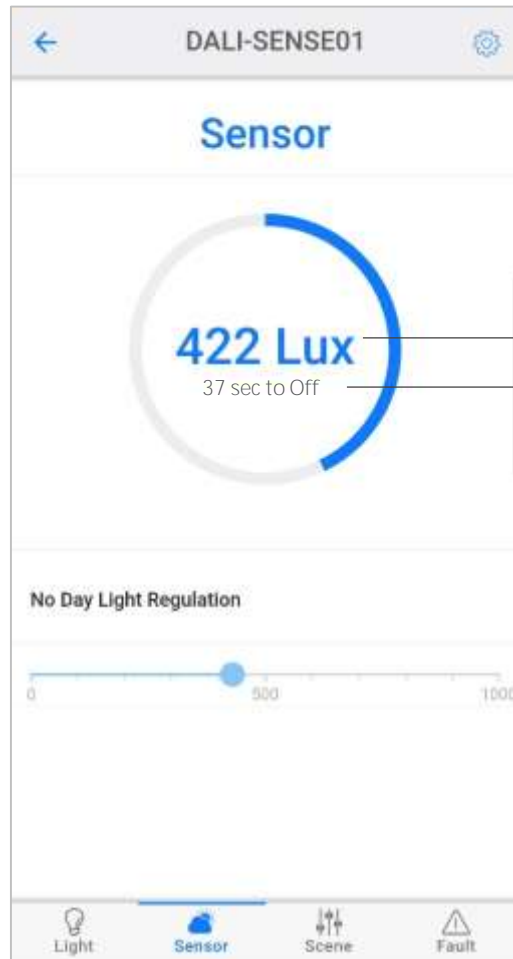 DALI-SENSE01
Sensor
422 Lux
37 sec to Off
No Day Light Regulation
0 500 1000
Light Sensor Scene Fault